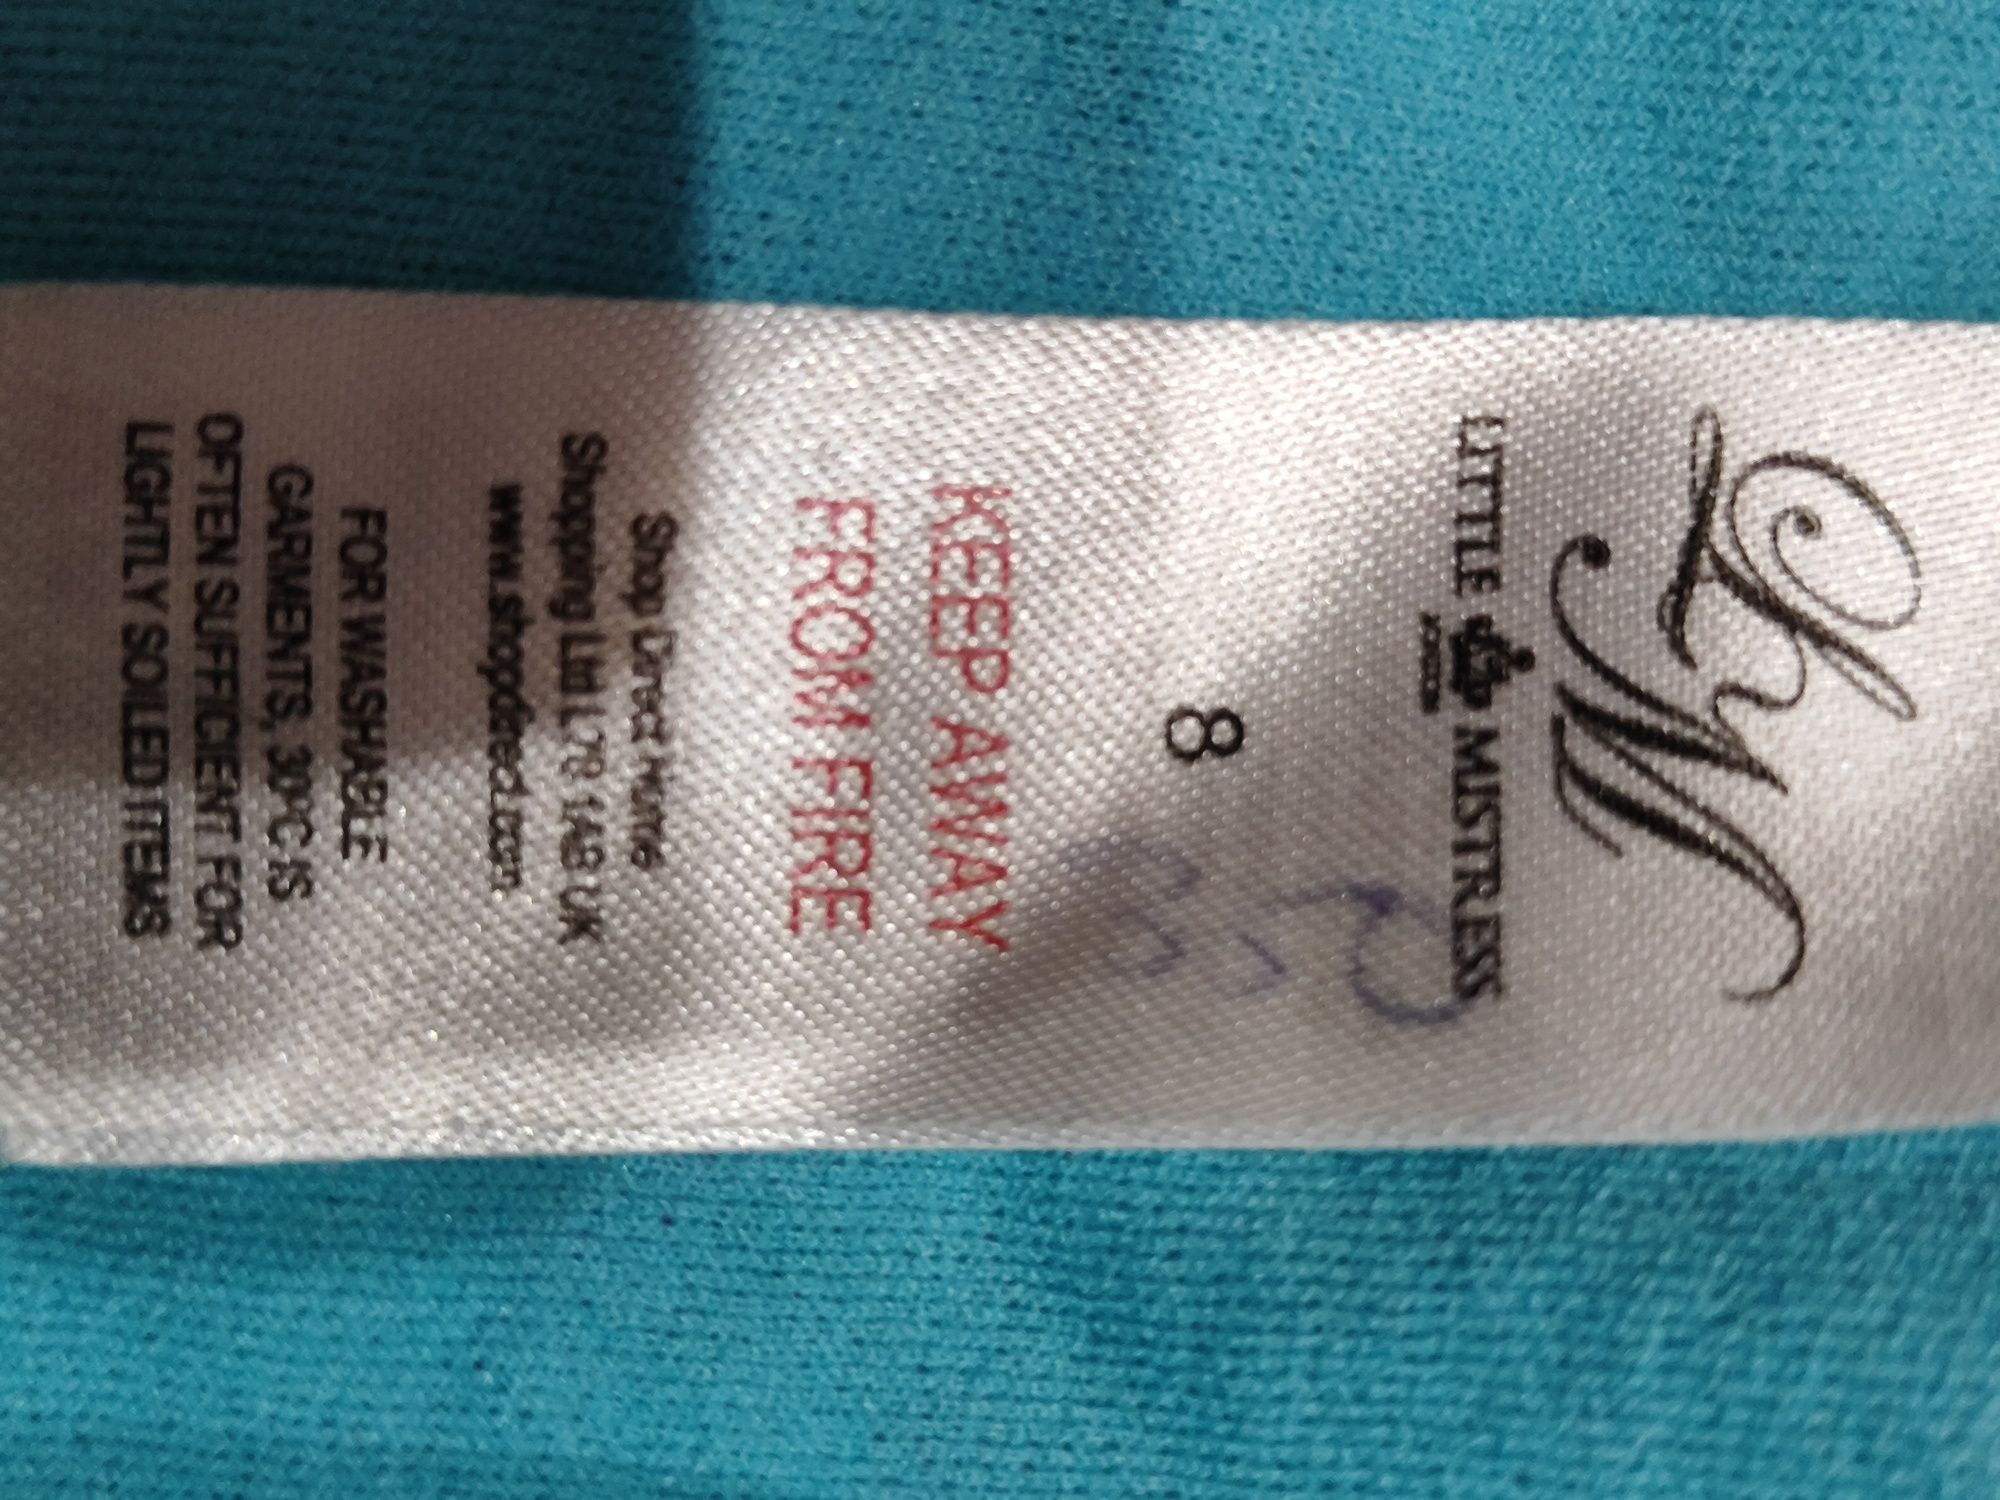 LM
LITTLE MISTRESS
8
KEEP AWAY
FROM FIRE
Shop Direct Home
Shopping Ltd L70 1AB UK
www.shopdirect.com
FOR WASHABLE
GARMENTS, 30°C IS
OFTEN SUFFICIENT FOR
LIGHTLY SOILED ITEMS